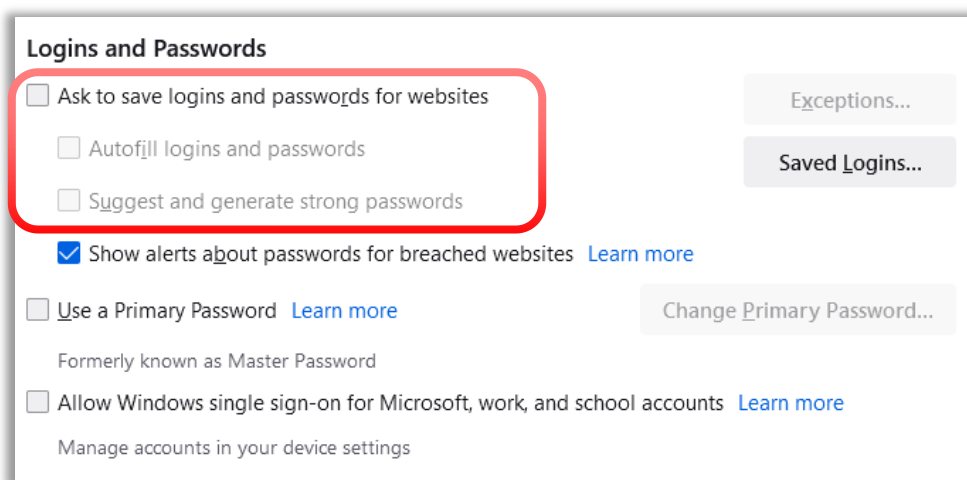 Logins and Passwords
Ask to save logins and passwords for websites
Exceptions...
Autofill logins and passwords
Saved Logins...
Suggest and generate strong passwords
Show alerts about passwords for breached websites Learn more
Use a Primary Password Learn more
Change Primary Password...
Formerly known as Master Password
Allow Windows single sign-on for Microsoft, work, and school accounts Learn more
Manage accounts in your device settings